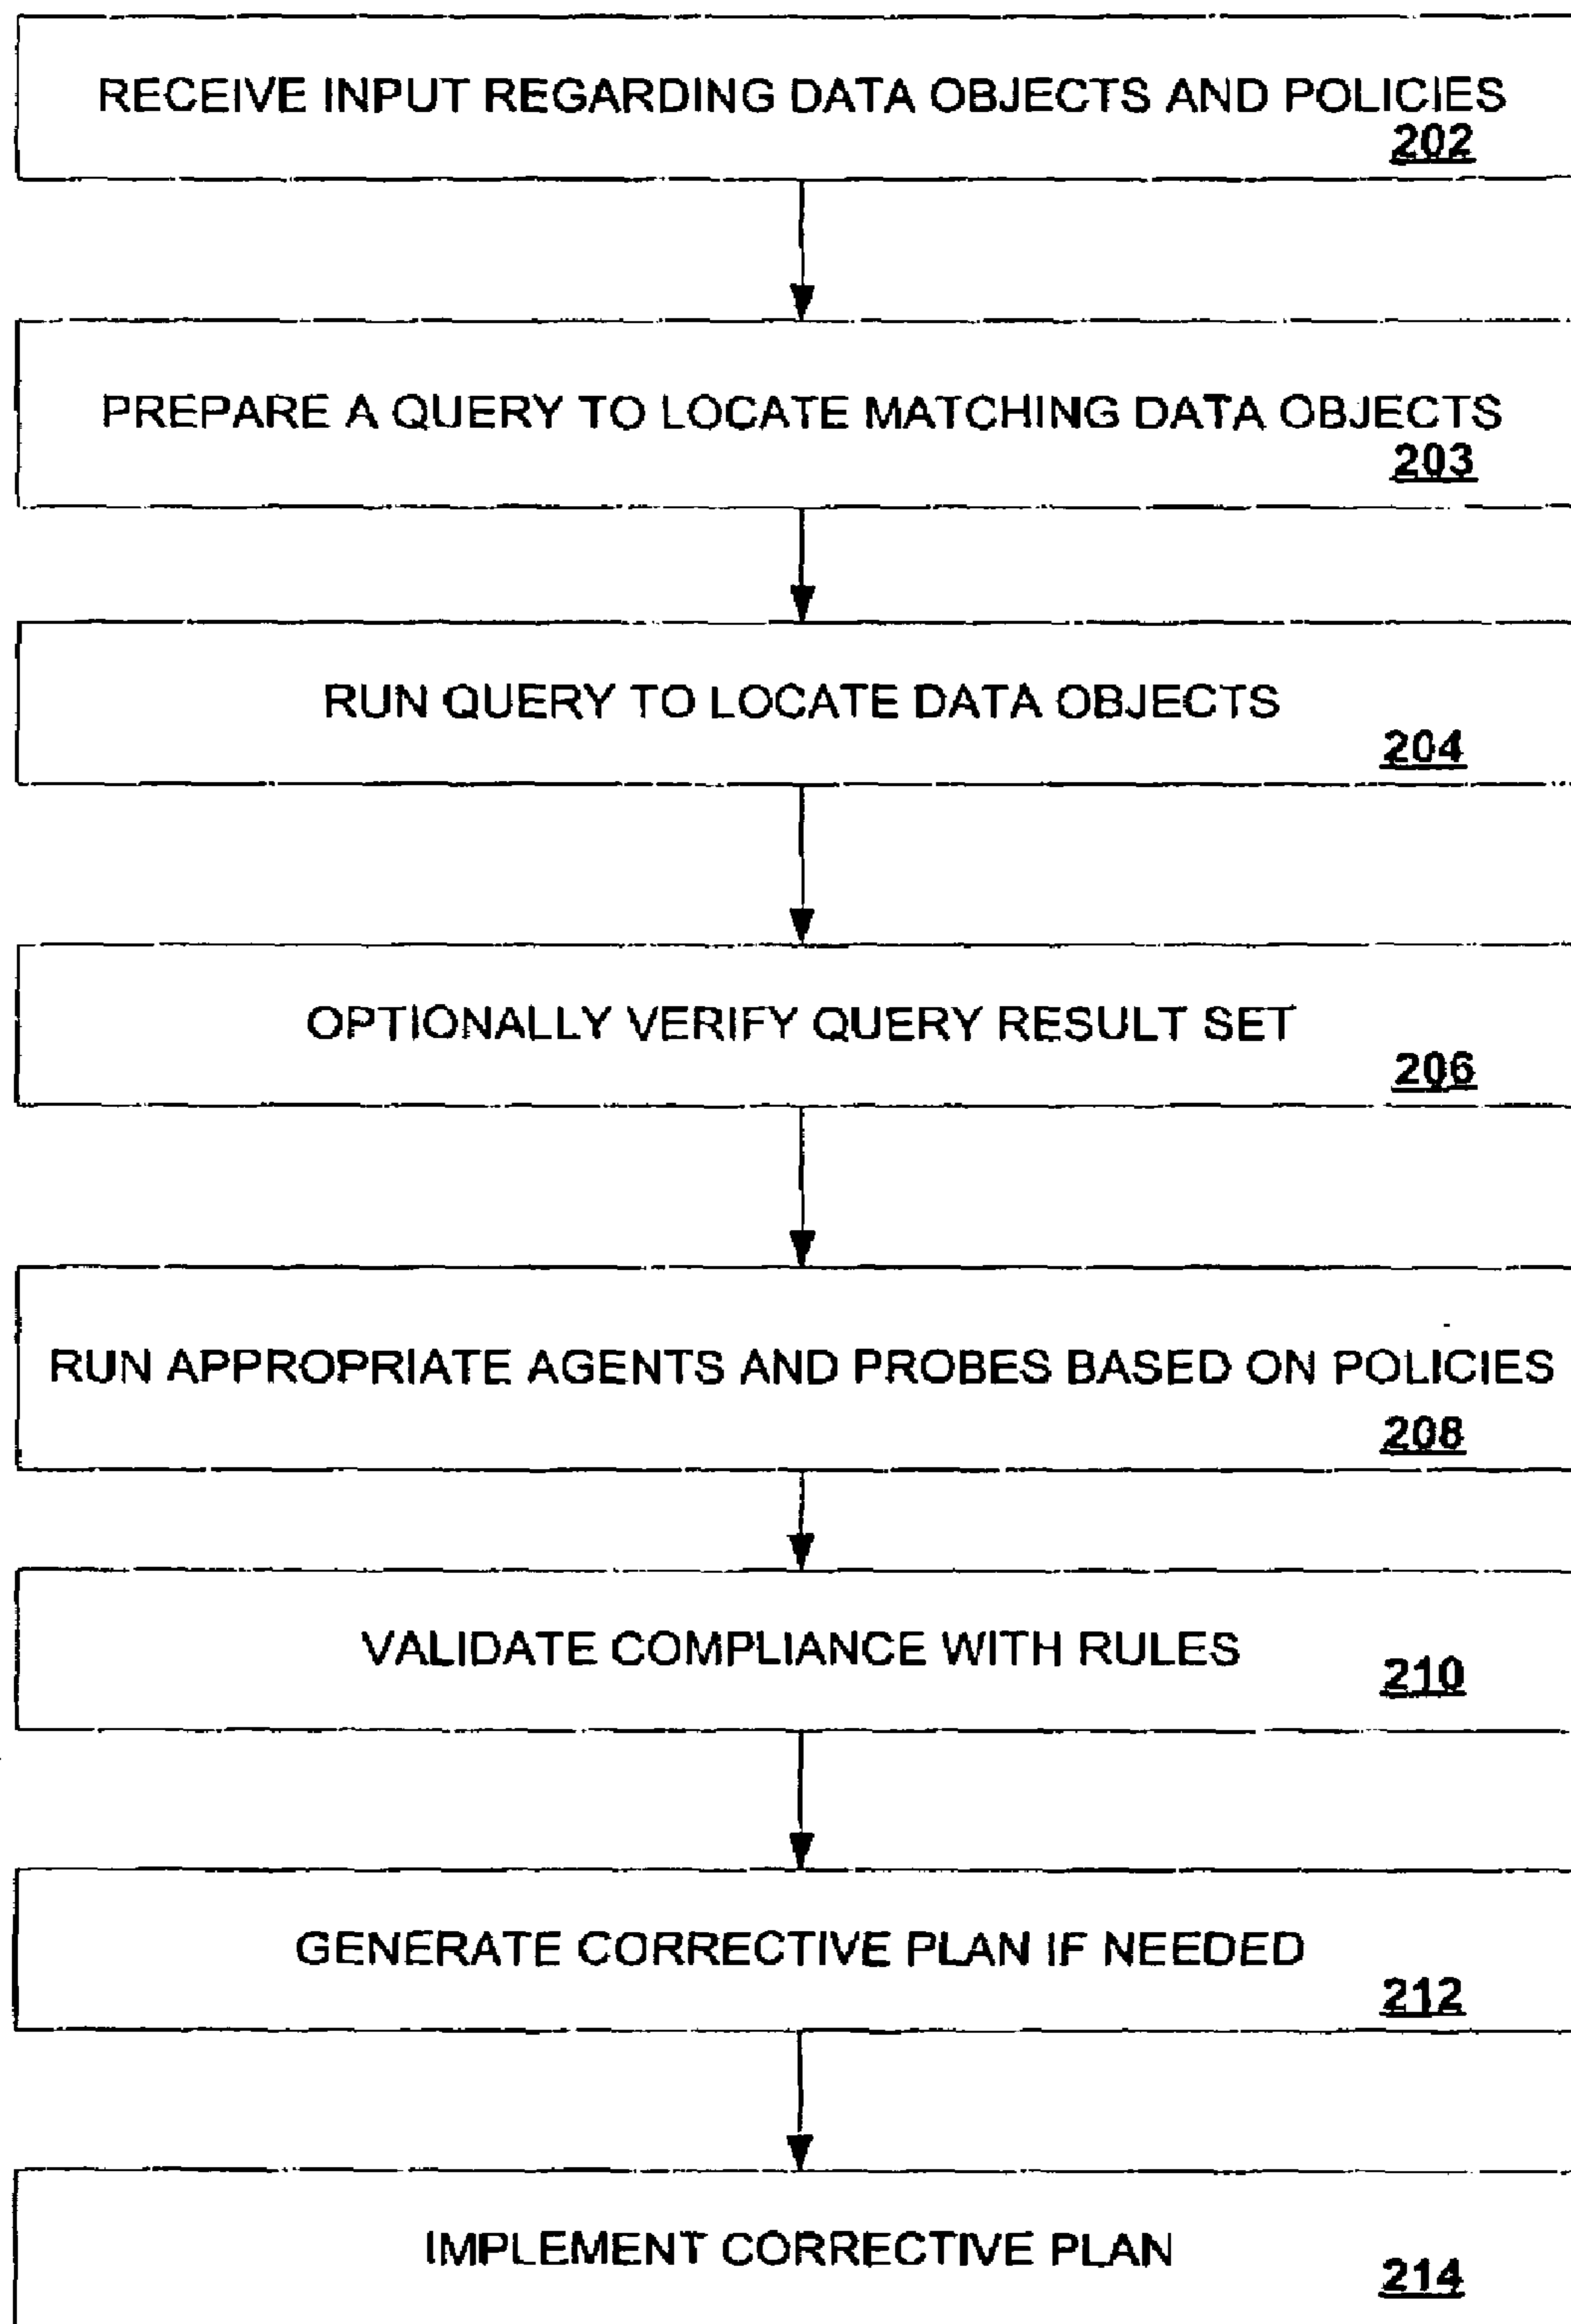 RECEIVE INPUT REGARDING DATA OBJECTS AND POLICIES
202
PREPARE A QUERY TO LOCATE MATCHING DATA OBJECTS
203
RUN QUERY TO LOCATE DATA OBJECTS
204
OPTIONALLY VERIFY QUERY RESULT SET
206
RUN APPROPRIATE AGENTS AND PROBES BASED ON POLICIES
208
VALIDATE COMPLIANCE WITH RULES
210
GENERATE CORRECTIVE PLAN IF NEEDED
212
IMPLEMENT CORRECTIVE PLAN
214